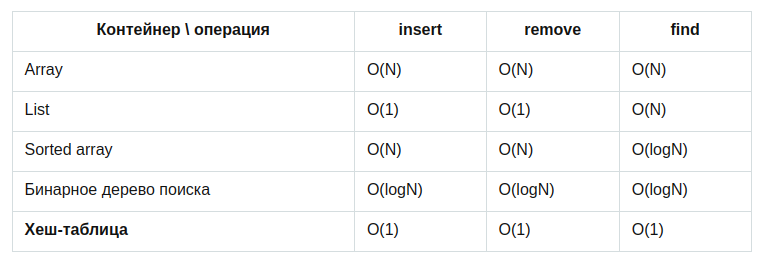 Контейнер \ операция insert remove find
Array O(N) O(N) O(N)
List O(1) O(1) O(N)
Sorted array O(N) O(N) O(logN)
Бинарное дерево поиска O(logN) O(logN) O(logN)
Хеш-таблица O(1) O(1) O(1)